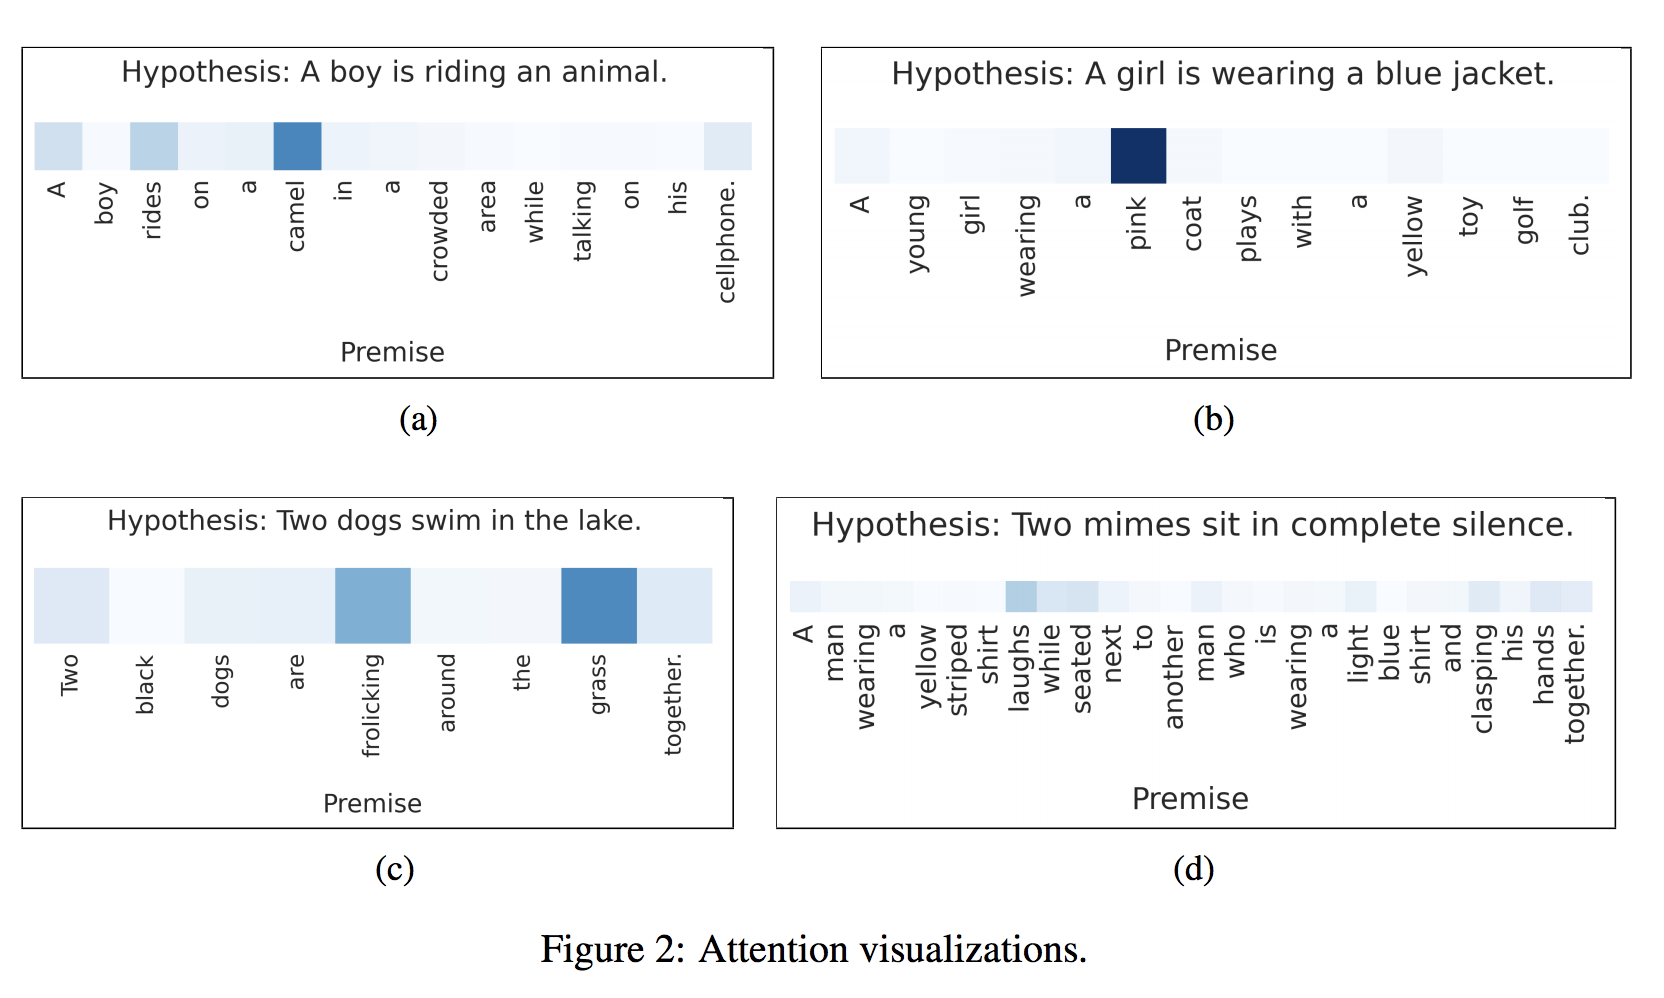 Hypothesis: A boy is riding an animal.
A
boy
rides
on
a
camel
in
a
crowded
area
while
talking
on
his
cellphone.
Premise
(a)
Hypothesis: A girl is wearing a blue jacket.
A
young
girl
wearing
a
pink
coat
plays
with
a
yellow
toy
golf
club.
Premise
(b)
Hypothesis: Two dogs swim in the lake.
Two
black
dogs
are
frolicking
around
the
grass
together.
Premise
(c)
Hypothesis: Two mimes sit in complete silence.
A
man
wearing
a
yellow
striped
shirt
laughs
while
seated
next
to
another
man
who
is
wearing
a
light
blue
shirt
and
clasping
his
hands
together.
Premise
(d)
Figure 2: Attention visualizations.